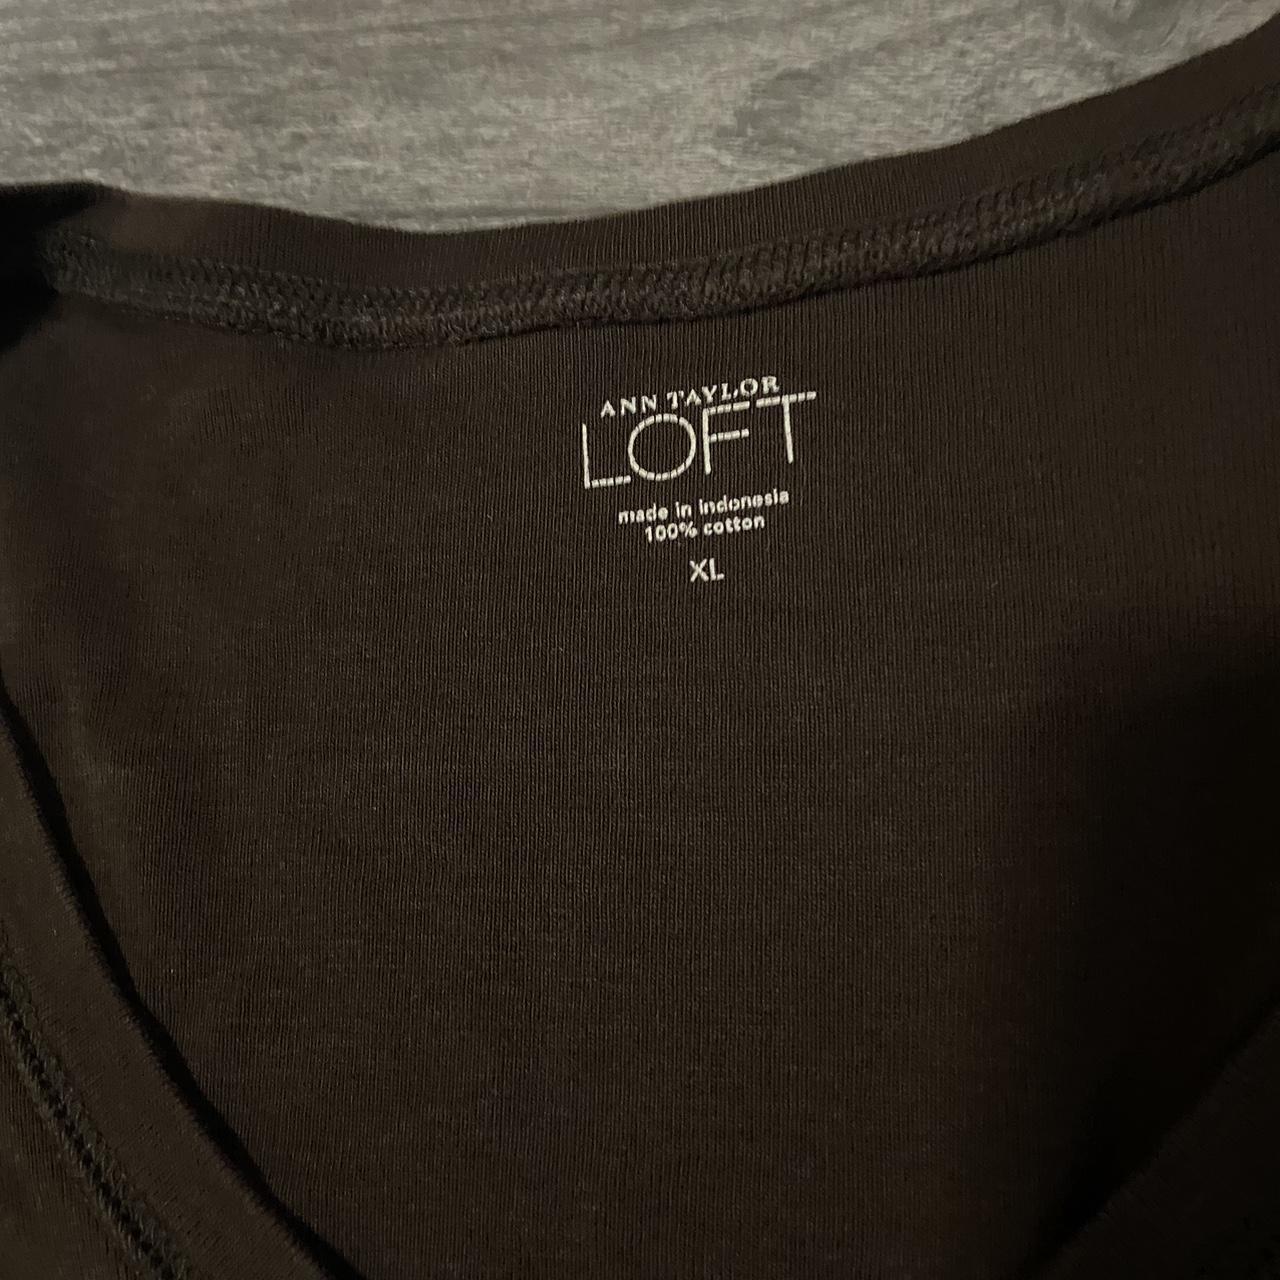 ANN TAYLOR
LOFT
made in indonesia
100% cotton
XL